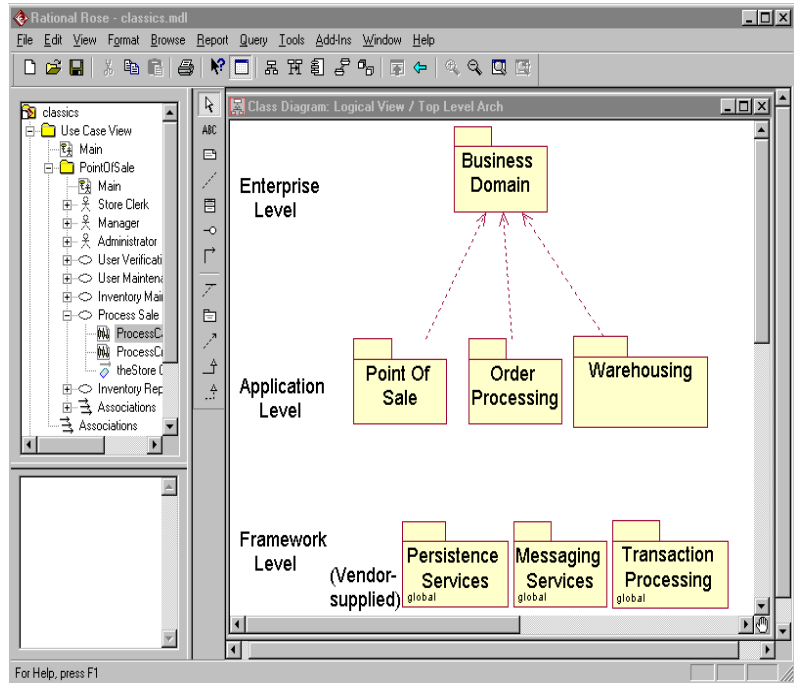 Rational Rose - classics.mdl
File Edit View Format Browse Report Query Tools Add-Ins Window Help
classics
Use Case View
Main
PointOfSale
Main
Store Clerk
Manager
Administrator
User Verificati
User Maintena
Inventory Mai
Process Sale
ProcessC
ProcessC
theStore
Inventory Rep
Associations
Associations
ABC
Class Diagram: Logical View / Top Level Arch
Enterprise
Level
Business
Domain
Application
Level
Point Of
Sale
Order
Processing
Warehousing
Framework
Level
(Vendor-
supplied)
Persistence
Services
global
Messaging
Services
global
Transaction
Processing
global
For Help, press F1